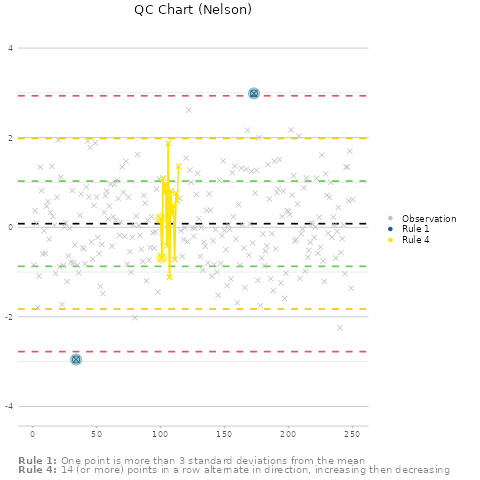 QC Chart (Nelson)
4
2
0
-2
-4
0
50
100
150
200
250
Observation
Rule 1
Rule 4
Rule 1: One point is more than 3 standard deviations from the mean
Rule 4: 14 (or more) points in a row alternate in direction, increasing then decreasing